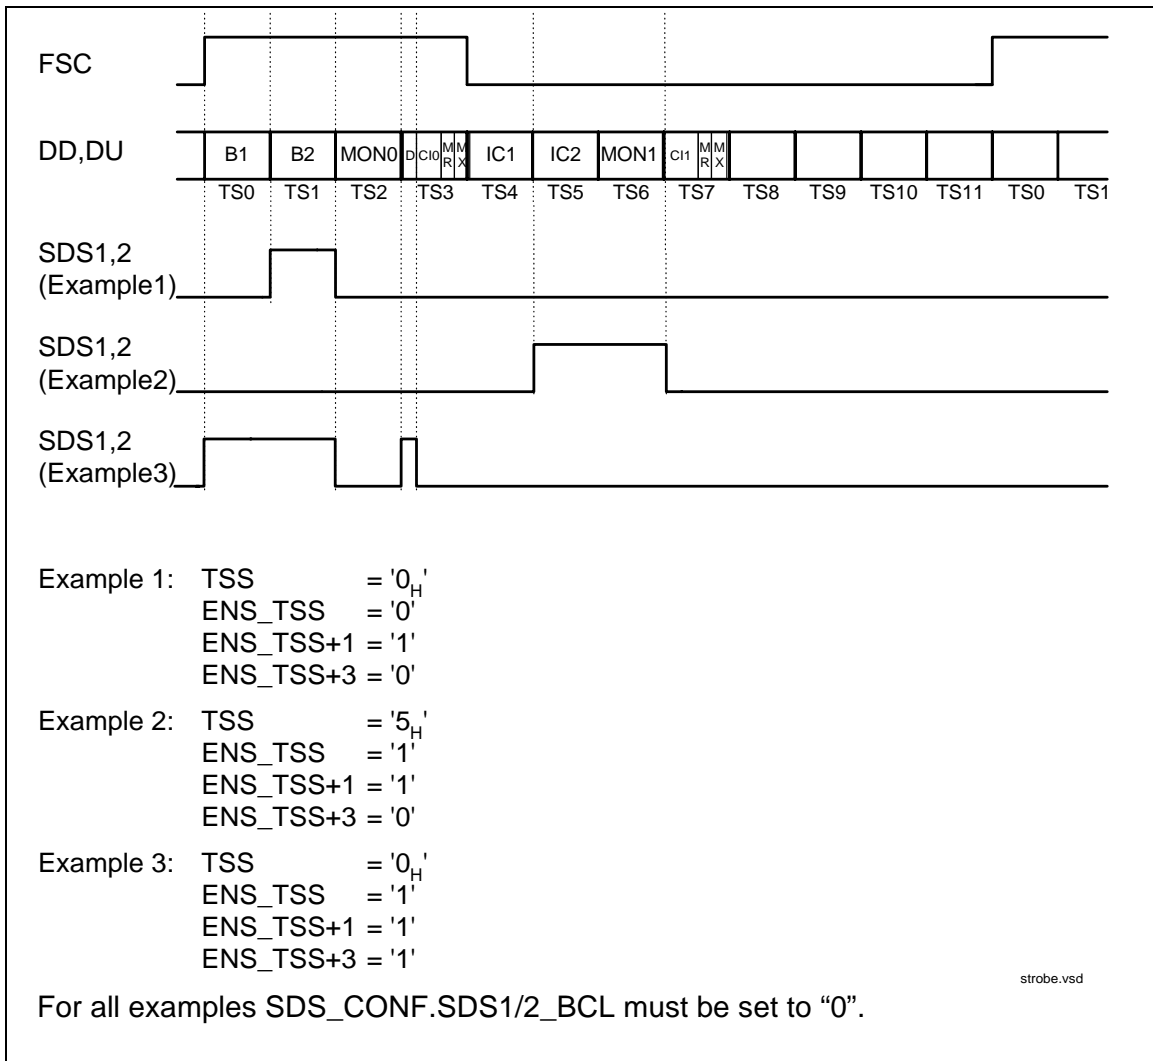 FSC
DD,DU
B1 B2 MON0 D CI0 MR MX IC1 IC2 MON1 CI1 MR MX
TS0 TS1 TS2 TS3 TS4 TS5 TS6 TS7 TS8 TS9 TS10 TS11 TS0 TS1
SDS1,2
(Example1)
SDS1,2
(Example2)
SDS1,2
(Example3)
Example 1: TSS = '0H'
ENS_TSS = '0'
ENS_TSS+1 = '1'
ENS_TSS+3 = '0'
Example 2: TSS = '5H'
ENS_TSS = '1'
ENS_TSS+1 = '1'
ENS_TSS+3 = '0'
Example 3: TSS = '0H'
ENS_TSS = '1'
ENS_TSS+1 = '1'
ENS_TSS+3 = '1'
strobe.vsd
For all examples SDS_CONF.SDS1/2_BCL must be set to “0”.